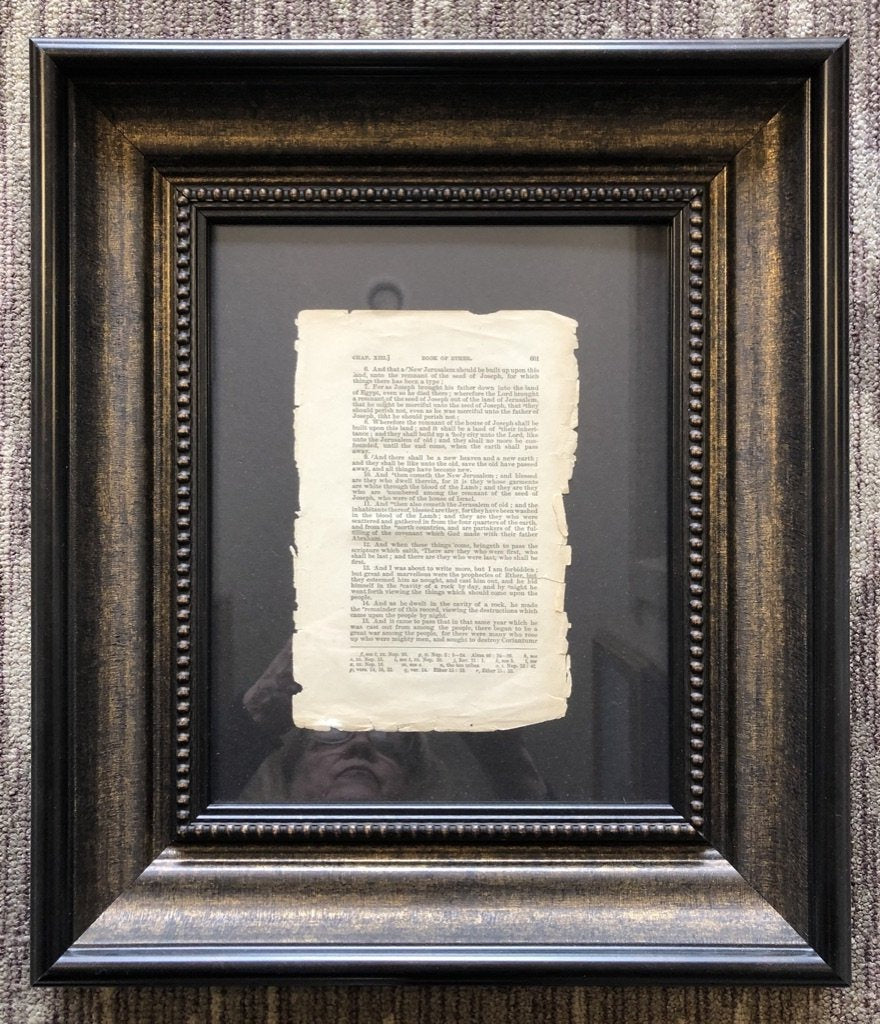 CHAP. XIII.] BOOK OF ETHER. 601
6. And that a New Jerusalem should be built up upon this
land, unto the remnant of the seed of Joseph, for which
things there has been a type;
7. For as Joseph brought his father down into the land
of Egypt, even so he died there; wherefore the Lord brought
a remnant of the seed of Joseph out of the land of Jerusalem,
that he might be merciful unto the seed of Joseph, that they
should perish not, even as he was merciful unto the father of
Joseph, that he should perish not;
8. Wherefore the remnant of the house of Joseph shall be
built upon this land; and it shall be a land of their inheri-
tance; and they shall build up a holy city unto the Lord, like
unto the Jerusalem of old; and they shall no more be con-
founded, until the end come, when the earth shall pass
away.
9. And there shall be a new heaven and a new earth;
and they shall be like unto the old, save the old have passed
away, and all things have become new.
10. And then cometh the New Jerusalem; and blessed
are they who dwell therein, for it is they whose garments
are white through the blood of the Lamb; and they are they
who are numbered among the remnant of the seed of
Joseph, who were of the house of Israel.
11. And then also cometh the Jerusalem of old; and the
inhabitants thereof, blessed are they, for they have been washed
in the blood of the Lamb; and they are they who were
scattered and gathered in from the four quarters of the earth,
and from the north countries, and are partakers of the ful-
filling of the covenant which God made with their father
Abraham.
12. And when these things come, bringeth to pass the
scripture which saith, There are they who were first, who
shall be last; and there are they who were last, who shall be
first.
13. And I was about to write more, but I am forbidden;
but great and marvellous were the prophecies of Ether, but
they esteemed him as nought, and cast him out, and he hid
himself in the cavity of a rock by day, and by night he
went forth viewing the things which should come upon the
people.
14. And as he dwelt in the cavity of a rock, he made
the remainder of this record, viewing the destructions which
came upon the people by night.
15. And it came to pass that in that same year which he
was cast out from among the people, there began to be a
great war among the people, for there were many who rose
up who were mighty men, and sought to destroy Coriantumr